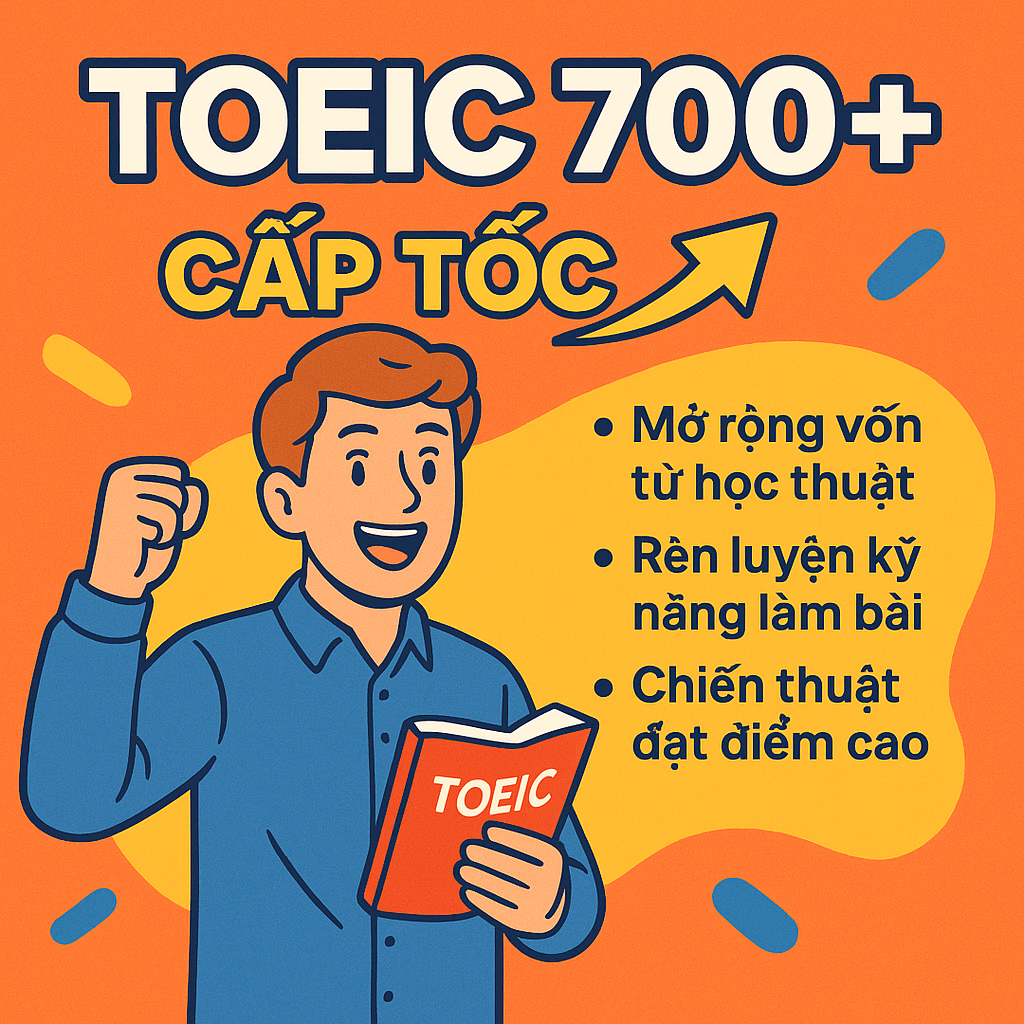 TOEIC 700+
CẤP TỐC
• Mở rộng vốn
từ học thuật
• Rèn luyện kỹ
năng làm bài
• Chiến thuật
đạt điểm cao
TOEIC